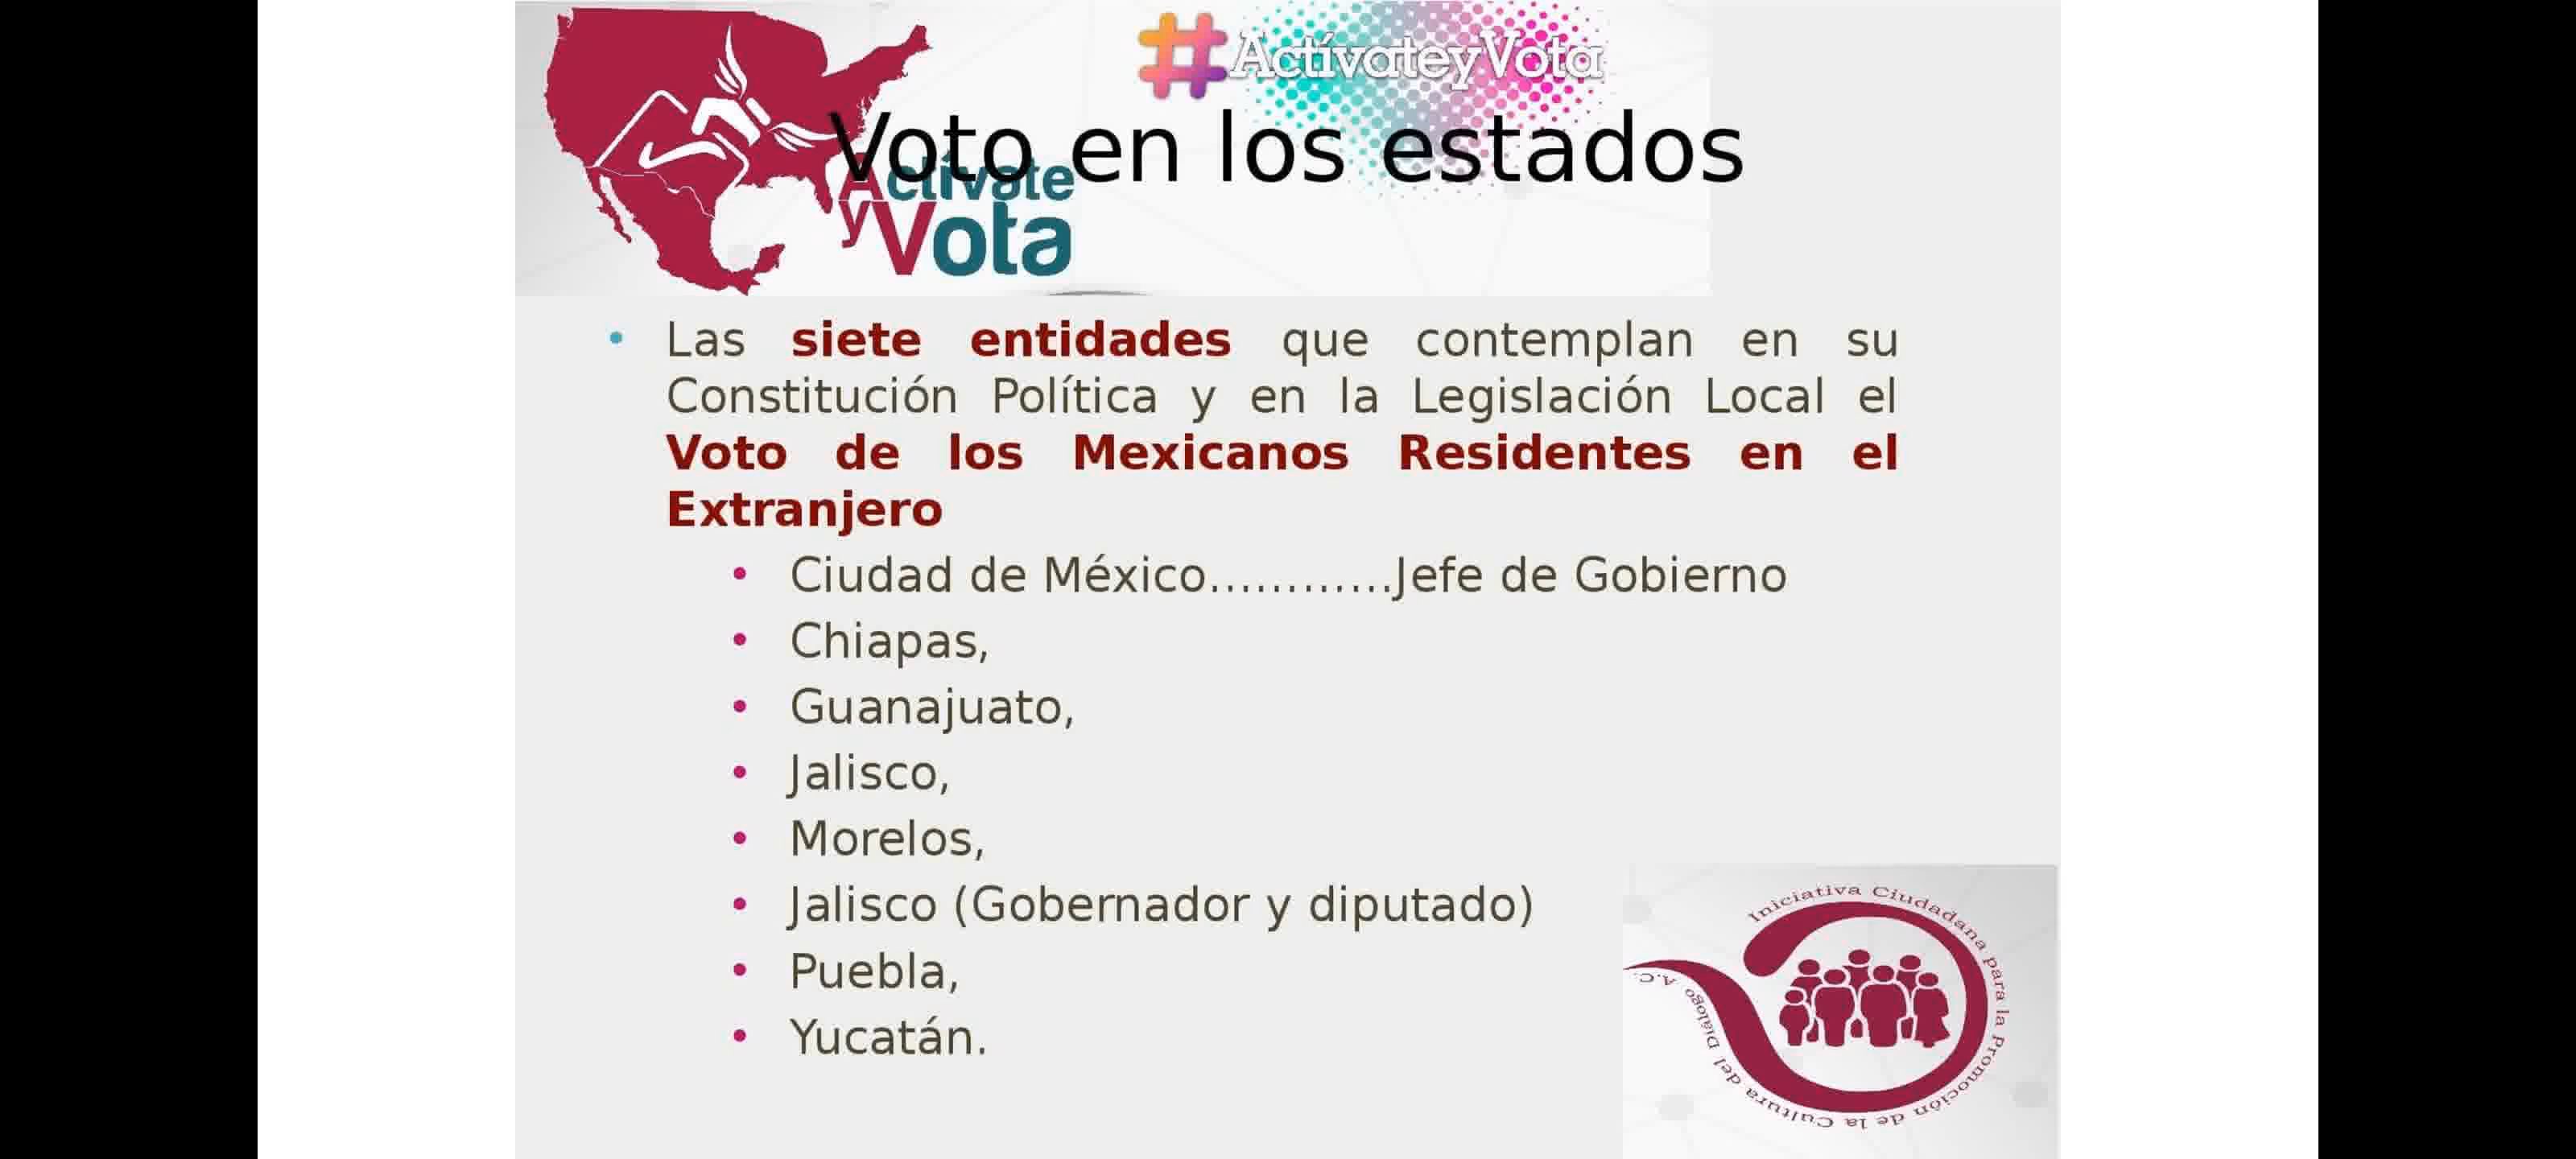 #ActívateyVota
Voto en los estados
Actívate
y Vota
• Las siete entidades que contemplan en su
Constitución Política y en la Legislación Local el
Voto de los Mexicanos Residentes en el
Extranjero
• Ciudad de México............Jefe de Gobierno
• Chiapas,
• Guanajuato,
• Jalisco,
• Morelos,
• Jalisco (Gobernador y diputado)
• Puebla,
• Yucatán.
Iniciativa Ciudadana para la Promoción de la Cultura del Diálogo A.C.